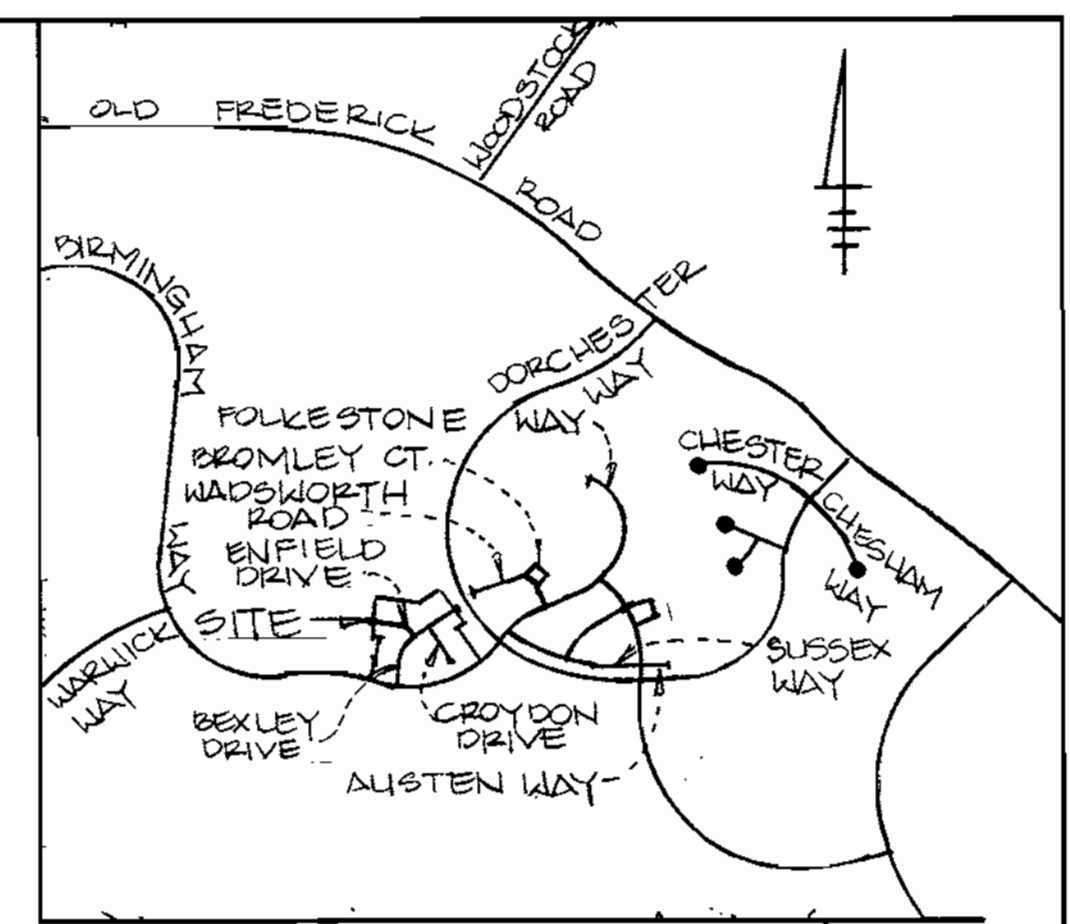 WOODSTOCK
ROAD
OLD FREDERICK
ROAD
BIRMINGHAM
WAY
DORCHESTER
WAY
FOLKESTONE WAY
BROMLEY CT.
WADSWORTH
ROAD
ENFIELD
DRIVE
SITE
CHESTER
WAY
CHESHAM
WAY
WARWICK
WAY
SUSSEX
WAY
BEXLEY
DRIVE
CROYDON
DRIVE
AUSTEN WAY